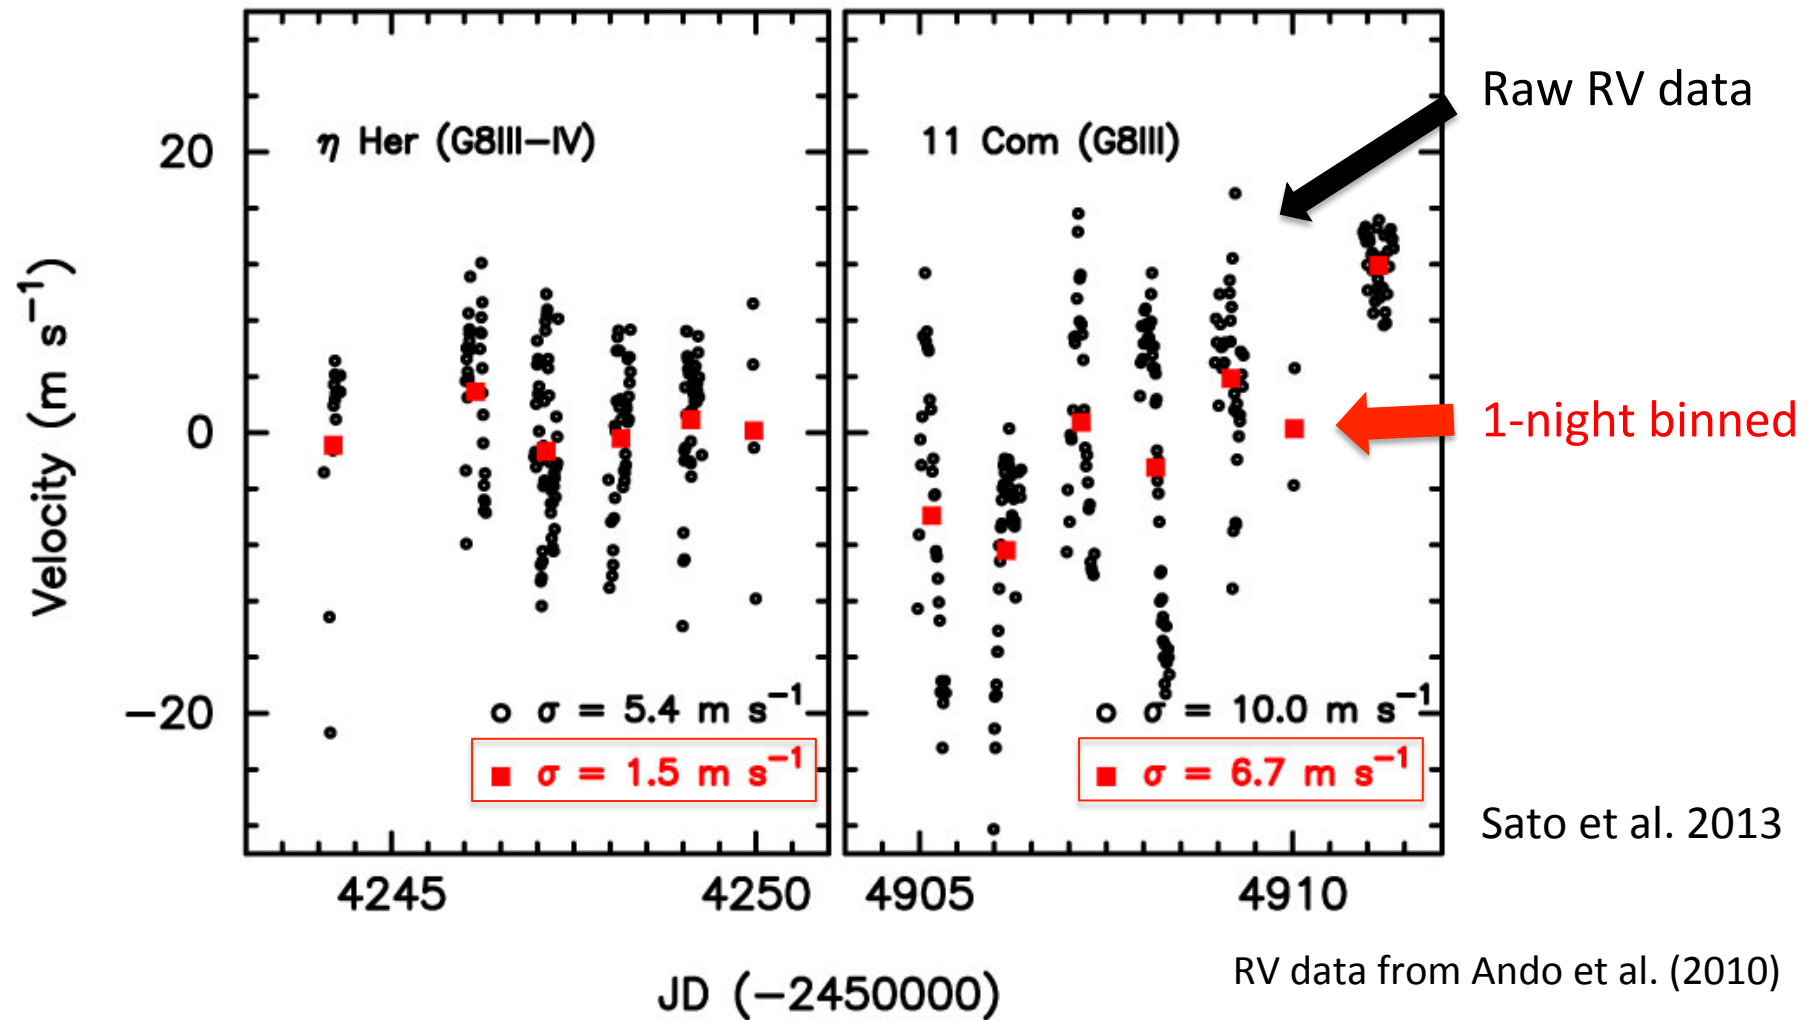 Raw RV data
η Her (G8III−IV)
11 Com (G8III)
20
0
−20
Velocity (m s⁻¹)
1-night binned
σ = 5.4 m s⁻¹
σ = 1.5 m s⁻¹
σ = 10.0 m s⁻¹
σ = 6.7 m s⁻¹
Sato et al. 2013
4245
4250
4905
4910
JD (−2450000)
RV data from Ando et al. (2010)